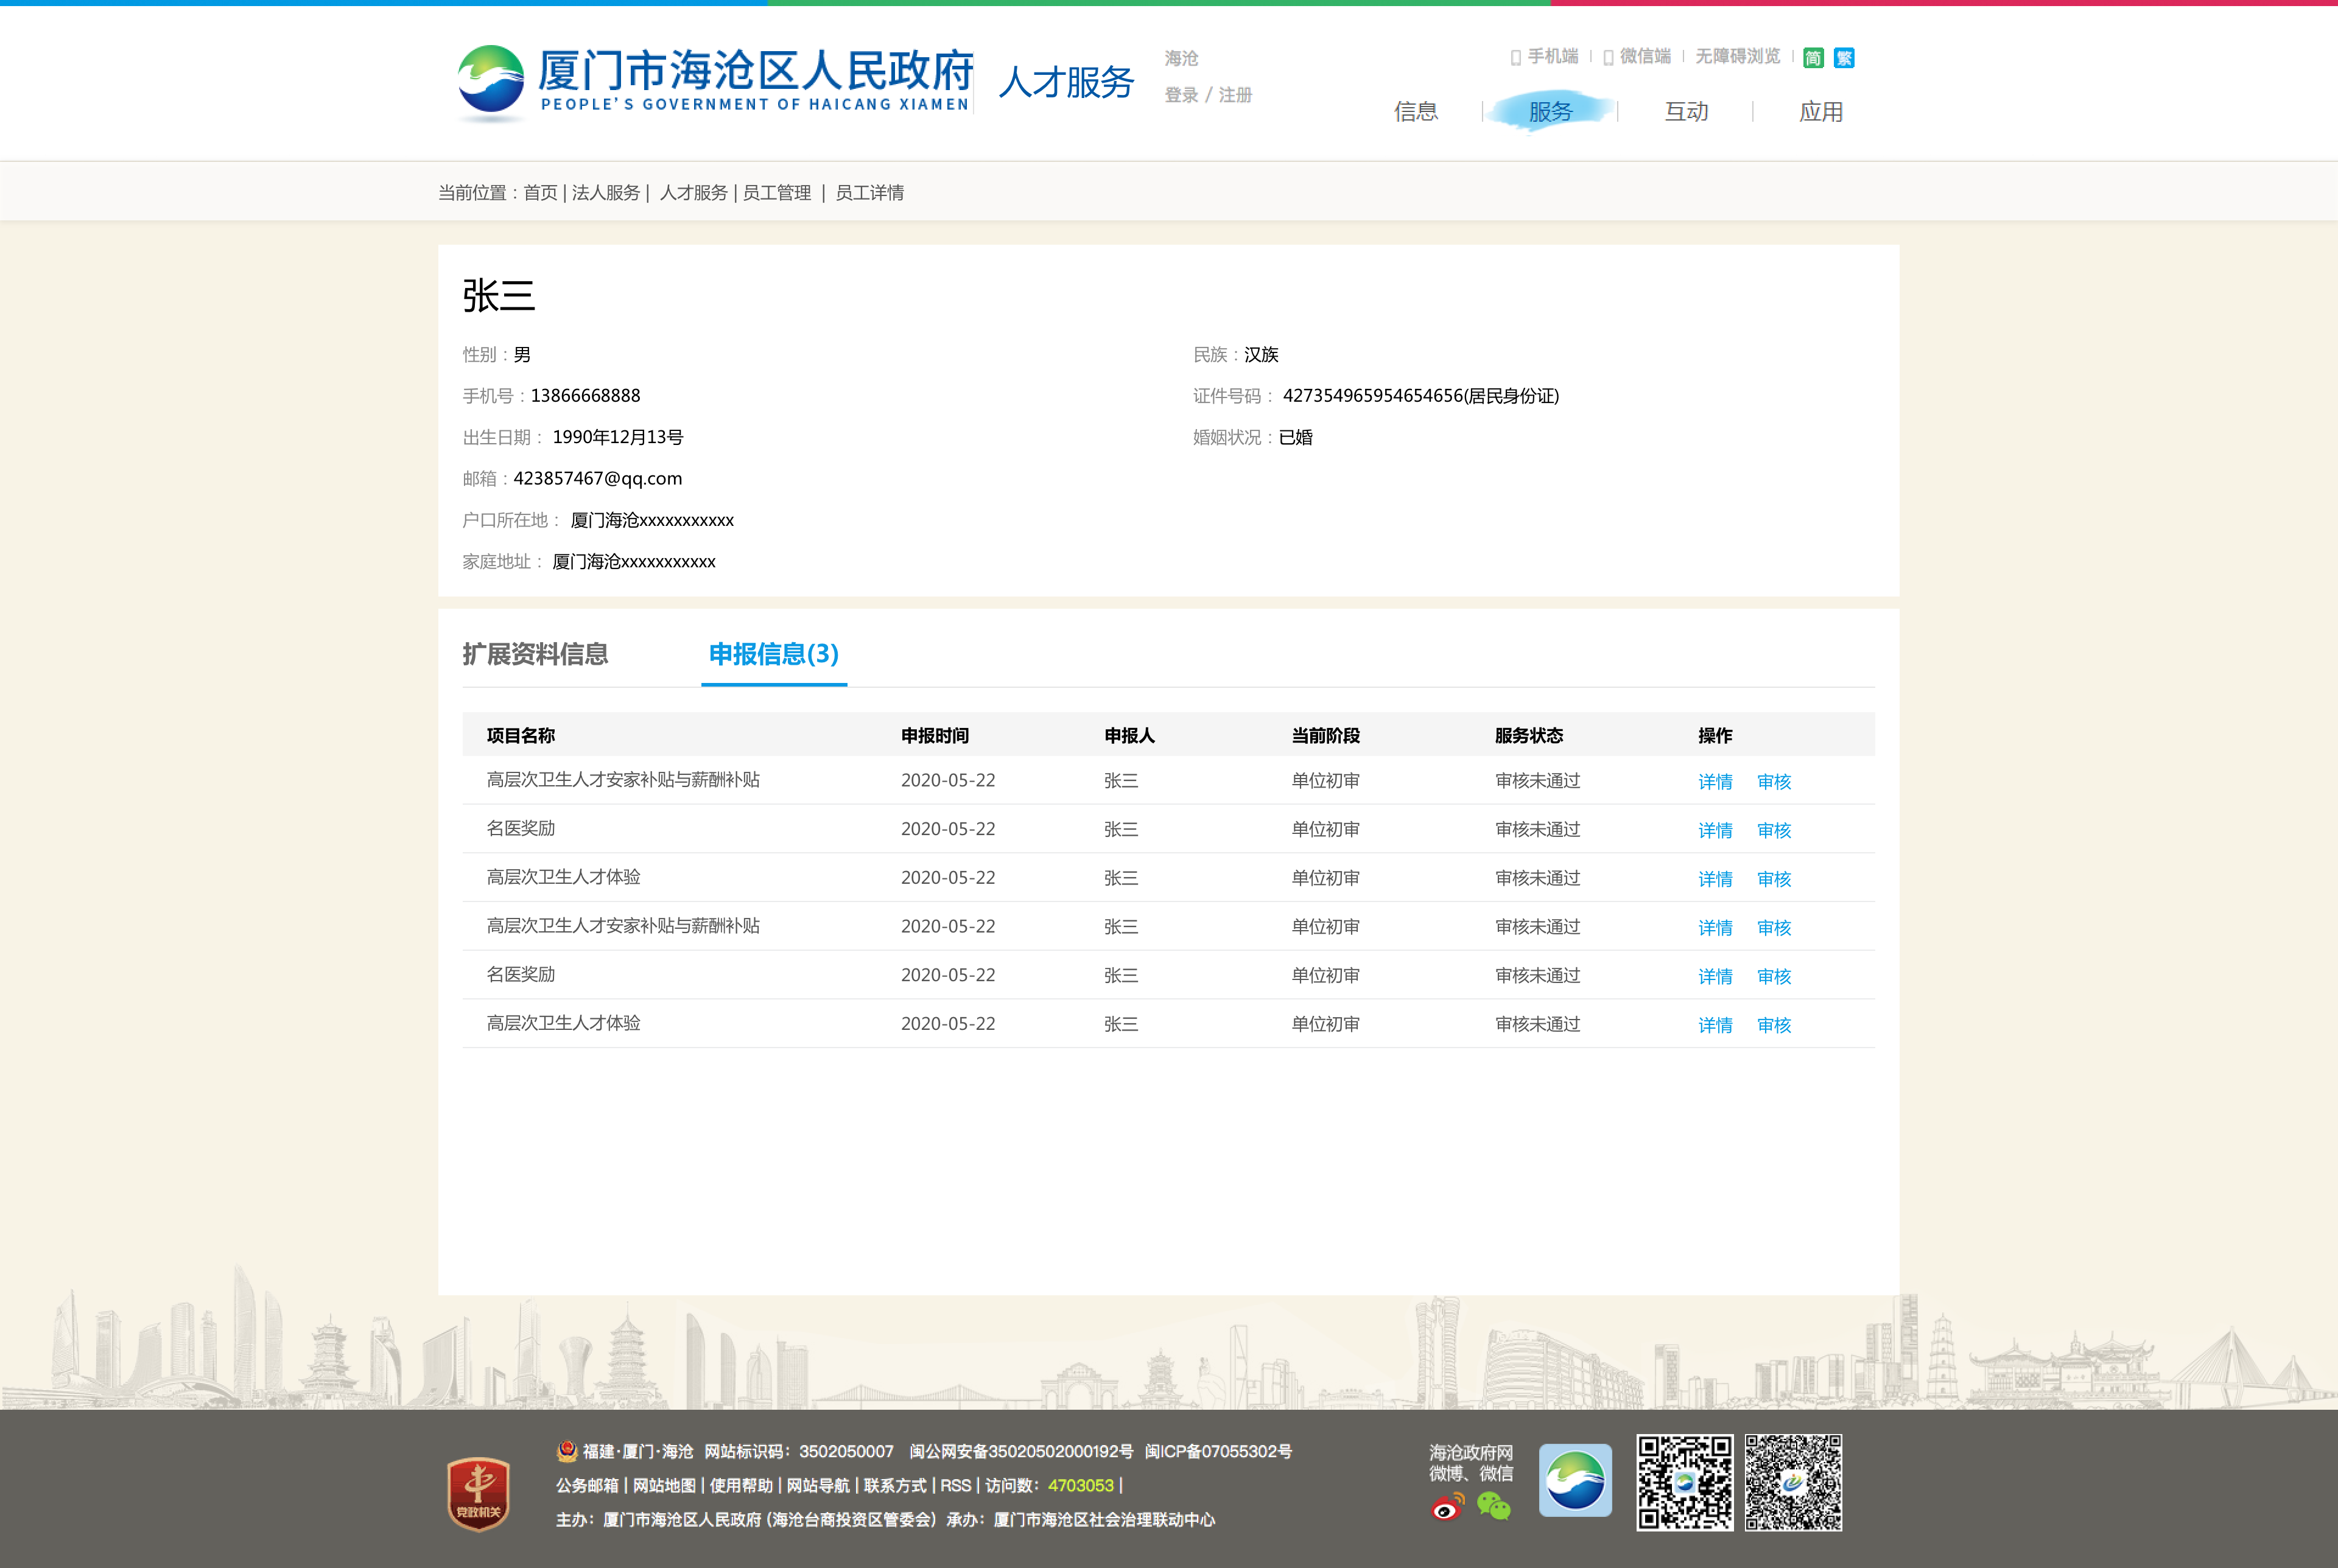 厦门市海沧区人民政府
PEOPLE'S GOVERNMENT OF HAICANG XIAMEN
人才服务
海沧
登录 / 注册
手机端 微信端 无障碍浏览 简 繁
信息 服务 互动 应用
当前位置：首页 | 法人服务 | 人才服务 | 员工管理 | 员工详情
张三
性别：男 民族：汉族
手机号：13866668888 证件号码： 427354965954654656(居民身份证)
出生日期： 1990年12月13号 婚姻状况：已婚
邮箱：423857467@qq.com
户口所在地： 厦门海沧xxxxxxxxxxx
家庭地址： 厦门海沧xxxxxxxxxxx
扩展资料信息 申报信息(3)
项目名称 申报时间 申报人 当前阶段 服务状态 操作
高层次卫生人才安家补贴与薪酬补贴 2020-05-22 张三 单位初审 审核未通过 详情 审核
名医奖励 2020-05-22 张三 单位初审 审核未通过 详情 审核
高层次卫生人才体验 2020-05-22 张三 单位初审 审核未通过 详情 审核
高层次卫生人才安家补贴与薪酬补贴 2020-05-22 张三 单位初审 审核未通过 详情 审核
名医奖励 2020-05-22 张三 单位初审 审核未通过 详情 审核
高层次卫生人才体验 2020-05-22 张三 单位初审 审核未通过 详情 审核
党政机关
福建·厦门·海沧 网站标识码：3502050007 闽公网安备35020502000192号 闽ICP备07055302号
公务邮箱 | 网站地图 | 使用帮助 | 网站导航 | 联系方式 | RSS | 访问数：4703053 |
主办：厦门市海沧区人民政府 (海沧台商投资区管委会) 承办：厦门市海沧区社会治理联动中心
海沧政府网
微博、微信